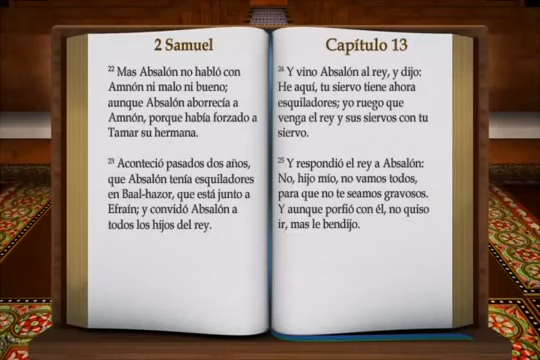 2 Samuel
22 Mas Absalón no habló con
Amnón ni malo ni bueno;
aunque Absalón aborrecía a
Amnón, porque había forzado a
Tamar su hermana.
23 Aconteció pasados dos años,
que Absalón tenía esquiladores
en Baal-hazor, que está junto a
Efraín; y convidó Absalón a
todos los hijos del rey.
Capítulo 13
24 Y vino Absalón al rey, y dijo:
He aquí, tu siervo tiene ahora
esquiladores; yo ruego que
venga el rey y sus siervos con tu
siervo.
25 Y respondió el rey a Absalón:
No, hijo mío, no vamos todos,
para que no te seamos gravosos.
Y aunque porfió con él, no quiso
ir, mas le bendijo.